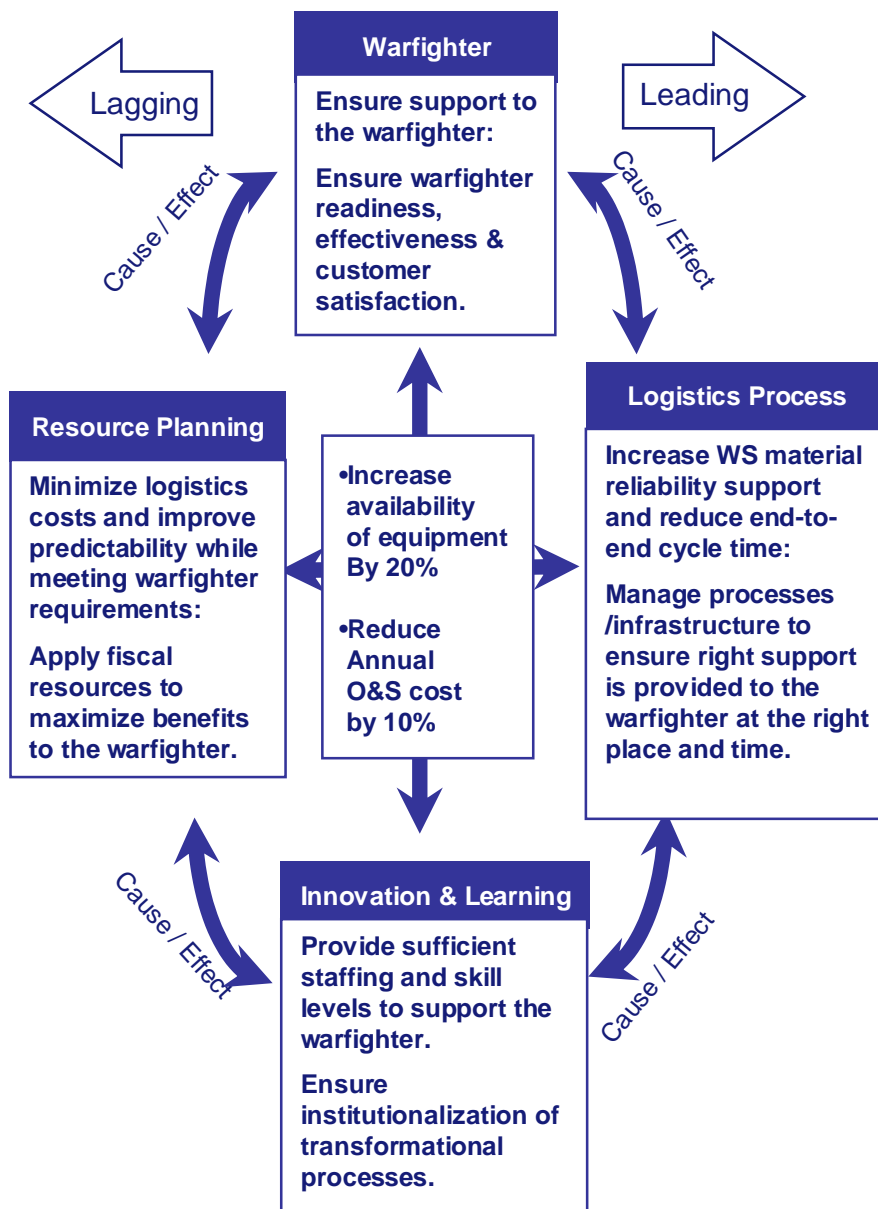 Warfighter
Lagging
Leading
Ensure support to
the warfighter:
Ensure warfighter
readiness,
effectiveness &
customer
satisfaction.
Cause / Effect
Cause / Effect
Resource Planning
Minimize logistics
costs and improve
predictability while
meeting warfighter
requirements:
Apply fiscal
resources to
maximize benefits
to the warfighter.
•Increase
availability
of equipment
By 20%
•Reduce
Annual
O&S cost
by 10%
Logistics Process
Increase WS material
reliability support
and reduce end-to-
end cycle time:
Manage processes
/infrastructure to
ensure right support
is provided to the
warfighter at the right
place and time.
Cause / Effect
Cause / Effect
Innovation & Learning
Provide sufficient
staffing and skill
levels to support the
warfighter.
Ensure
institutionalization of
transformational
processes.